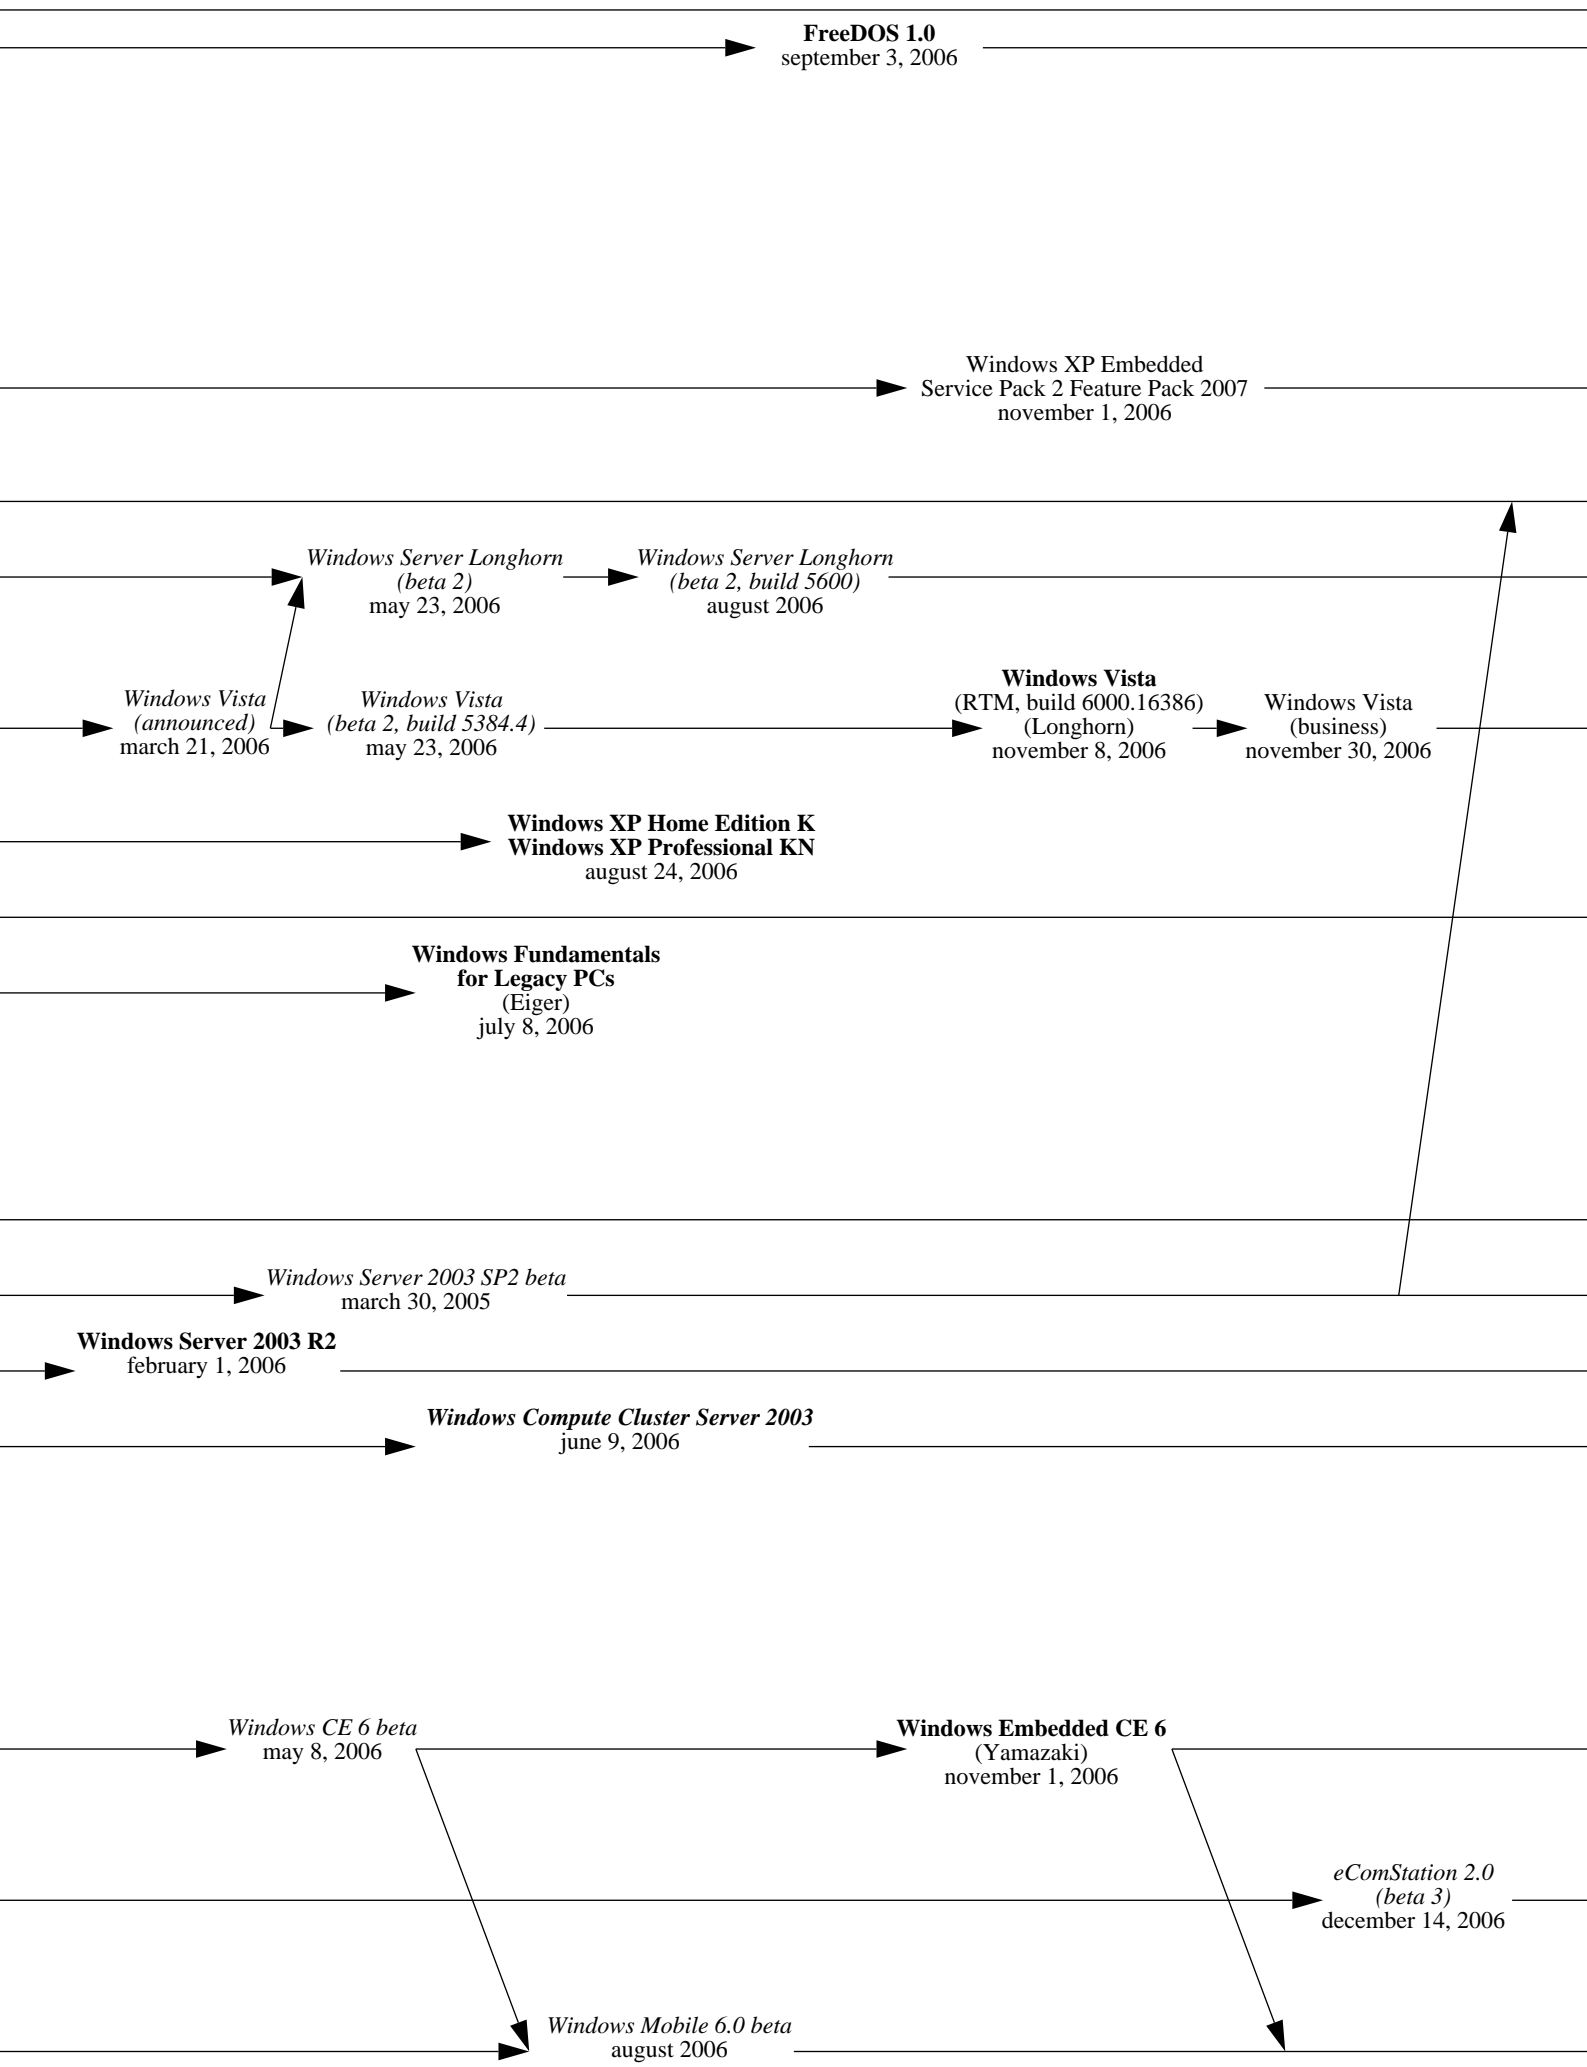 FreeDOS 1.0
september 3, 2006
Windows XP Embedded
Service Pack 2 Feature Pack 2007
november 1, 2006
Windows Server Longhorn
(beta 2)
may 23, 2006
Windows Server Longhorn
(beta 2, build 5600)
august 2006
Windows Vista
(announced)
march 21, 2006
Windows Vista
(beta 2, build 5384.4)
may 23, 2006
Windows Vista
(RTM, build 6000.16386)
(Longhorn)
november 8, 2006
Windows Vista
(business)
november 30, 2006
Windows XP Home Edition K
Windows XP Professional KN
august 24, 2006
Windows Fundamentals
for Legacy PCs
(Eiger)
july 8, 2006
Windows Server 2003 SP2 beta
march 30, 2005
Windows Server 2003 R2
february 1, 2006
Windows Compute Cluster Server 2003
june 9, 2006
Windows CE 6 beta
may 8, 2006
Windows Embedded CE 6
(Yamazaki)
november 1, 2006
eComStation 2.0
(beta 3)
december 14, 2006
Windows Mobile 6.0 beta
august 2006